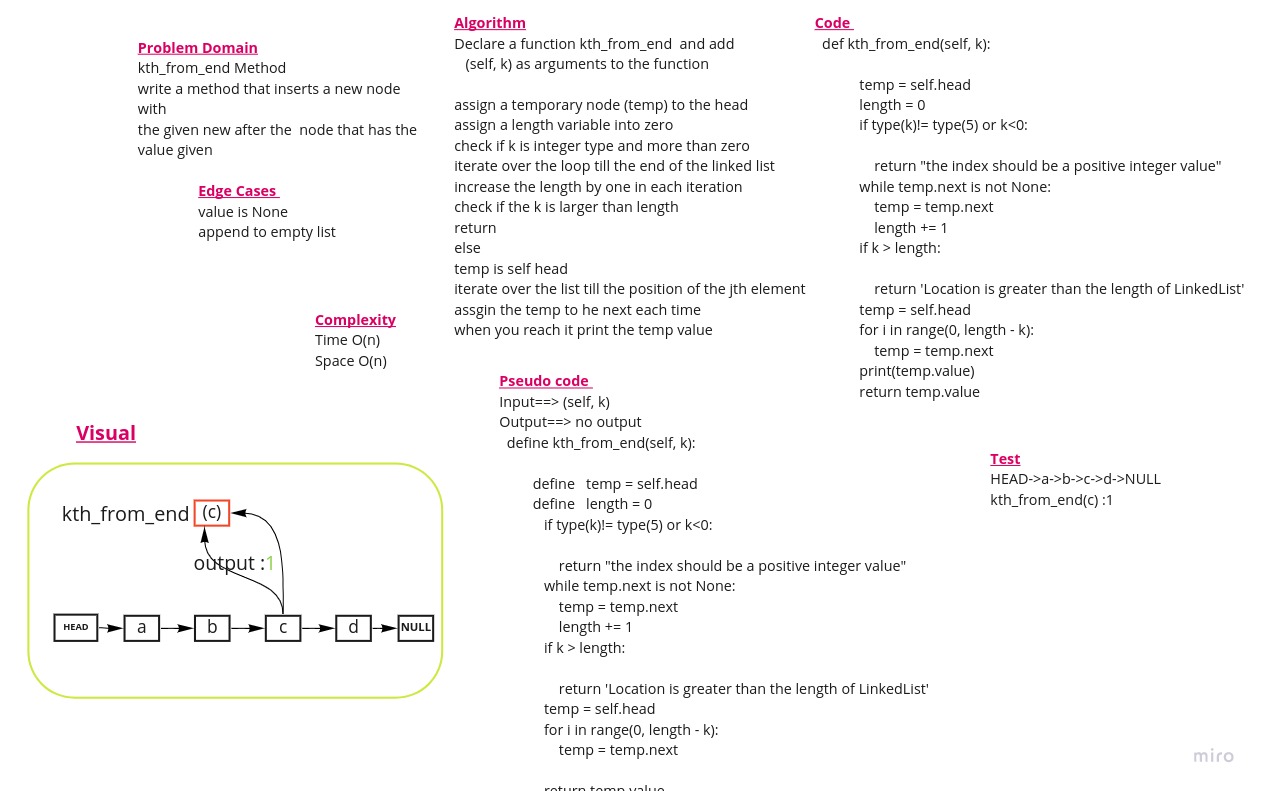 Problem Domain
kth_from_end Method
write a method that inserts a new node
with
the given new after the  node that has the
value given
Edge Cases
value is None
append to empty list
Complexity
Time O(n)
Space O(n)
Algorithm
Declare a function kth_from_end  and add
(self, k) as arguments to the function
assign a temporary node (temp) to the head
assign a length variable into zero
check if k is integer type and more than zero
iterate over the loop till the end of the linked list
increase the length by one in each iteration
check if the k is larger than length
return
else
temp is self head
iterate over the list till the position of the jth element
assgin the temp to he next each time
when you reach it print the temp value
Code
def kth_from_end(self, k):
temp = self.head
length = 0
if type(k)!= type(5) or k<0:
return "the index should be a positive integer value"
while temp.next is not None:
temp = temp.next
length += 1
if k > length:
return 'Location is greater than the length of LinkedList'
temp = self.head
for i in range(0, length - k):
temp = temp.next
print(temp.value)
return temp.value
Pseudo code
Input==> (self, k)
Output==> no output
define kth_from_end(self, k):
define   temp = self.head
define   length = 0
if type(k)!= type(5) or k<0:
return "the index should be a positive integer value"
while temp.next is not None:
temp = temp.next
length += 1
if k > length:
return 'Location is greater than the length of LinkedList'
temp = self.head
for i in range(0, length - k):
temp = temp.next
return temp.value
Test
HEAD->a->b->c->d->NULL
kth_from_end(c) :1
Visual
kth_from_end (c)
output :1
HEAD a b c d NULL
miro